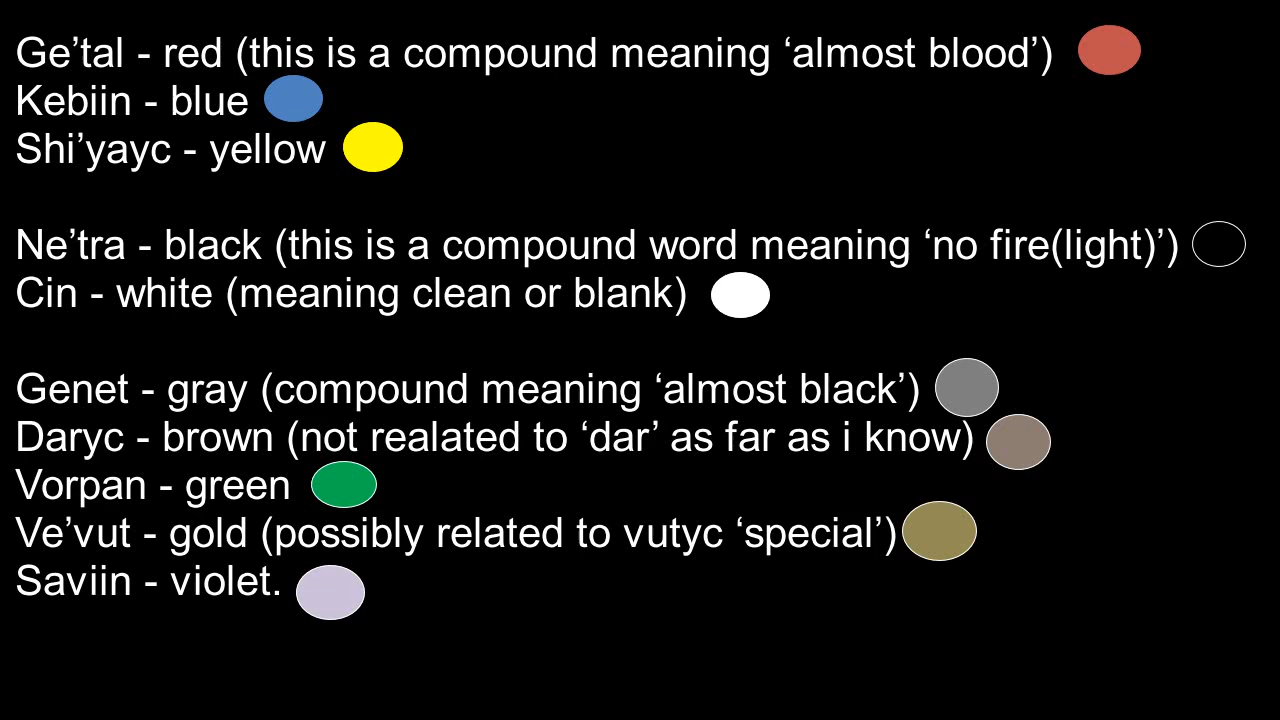 Ge’tal - red (this is a compound meaning ‘almost blood’)
Kebiin - blue
Shi’yayc - yellow
Ne’tra - black (this is a compound word meaning ‘no fire(light)’)
Cin - white (meaning clean or blank)
Genet - gray (compound meaning ‘almost black’)
Daryc - brown (not realated to ‘dar’ as far as i know)
Vorpan - green
Ve’vut - gold (possibly related to vutyc ‘special’)
Saviin - violet.